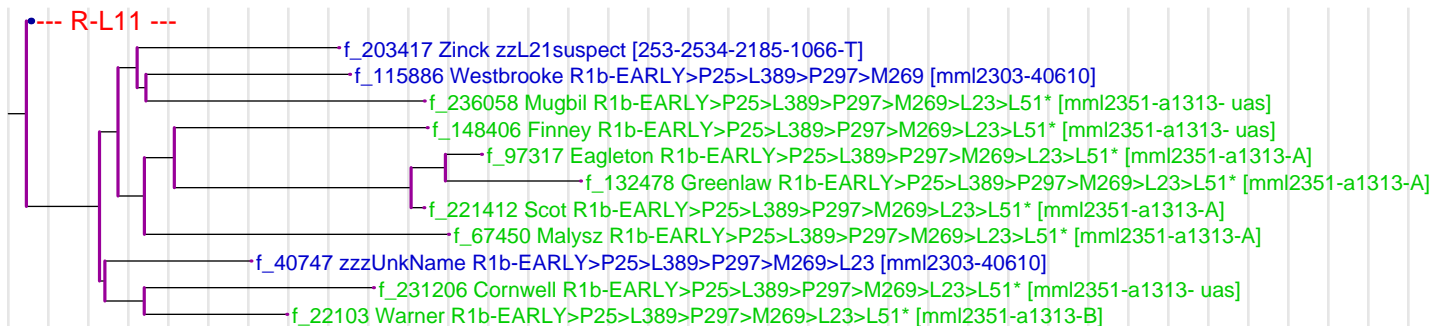 --- R-L11 ---
f_203417 Zinck zzL21suspect [253-2534-2185-1066-T]
f_115886 Westbrooke R1b-EARLY>P25>L389>P297>M269 [mml2303-40610]
f_236058 Mugbil R1b-EARLY>P25>L389>P297>M269>L23>L51* [mml2351-a1313- uas]
f_148406 Finney R1b-EARLY>P25>L389>P297>M269>L23>L51* [mml2351-a1313- uas]
f_97317 Eagleton R1b-EARLY>P25>L389>P297>M269>L23>L51* [mml2351-a1313-A]
f_132478 Greenlaw R1b-EARLY>P25>L389>P297>M269>L23>L51* [mml2351-a1313-A]
f_221412 Scot R1b-EARLY>P25>L389>P297>M269>L23>L51* [mml2351-a1313-A]
f_67450 Malysz R1b-EARLY>P25>L389>P297>M269>L23>L51* [mml2351-a1313-A]
f_40747 zzzUnkName R1b-EARLY>P25>L389>P297>M269>L23 [mml2303-40610]
f_231206 Cornwell R1b-EARLY>P25>L389>P297>M269>L23>L51* [mml2351-a1313- uas]
f_22103 Warner R1b-EARLY>P25>L389>P297>M269>L23>L51* [mml2351-a1313-B]